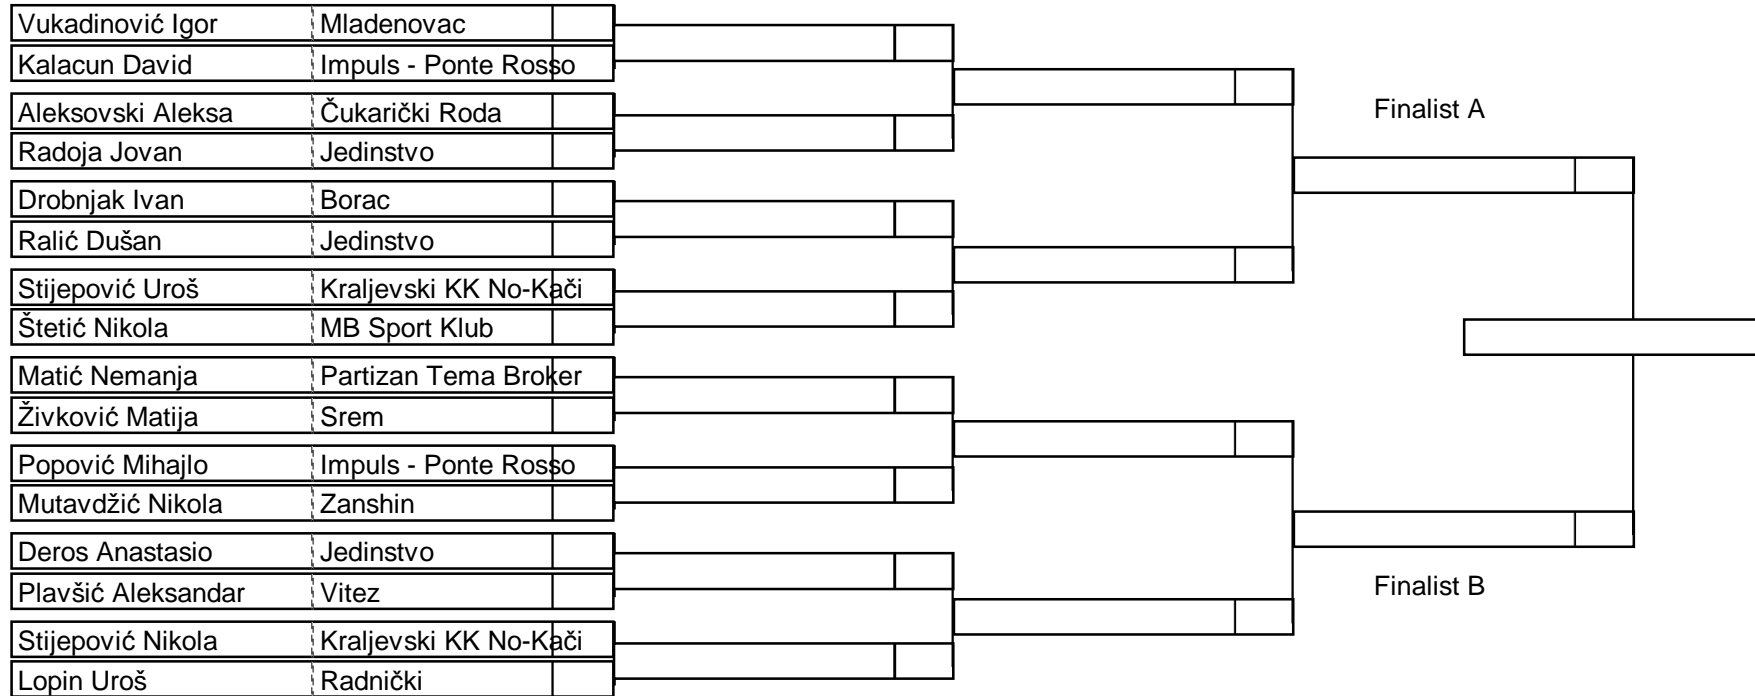 Vukadinović Igor Mladenovac
Kalacun David Impuls - Ponte Rosso
Aleksovski Aleksa Čukarički Roda
Radoja Jovan Jedinstvo
Drobnjak Ivan Borac
Ralić Dušan Jedinstvo
Stijepović Uroš Kraljevski KK No-Kači
Štetić Nikola MB Sport Klub
Matić Nemanja Partizan Tema Broker
Živković Matija Srem
Popović Mihajlo Impuls - Ponte Rosso
Mutavdžić Nikola Zanshin
Deros Anastasio Jedinstvo
Plavšić Aleksandar Vitez
Stijepović Nikola Kraljevski KK No-Kači
Lopin Uroš Radnički
Finalist A
Finalist B